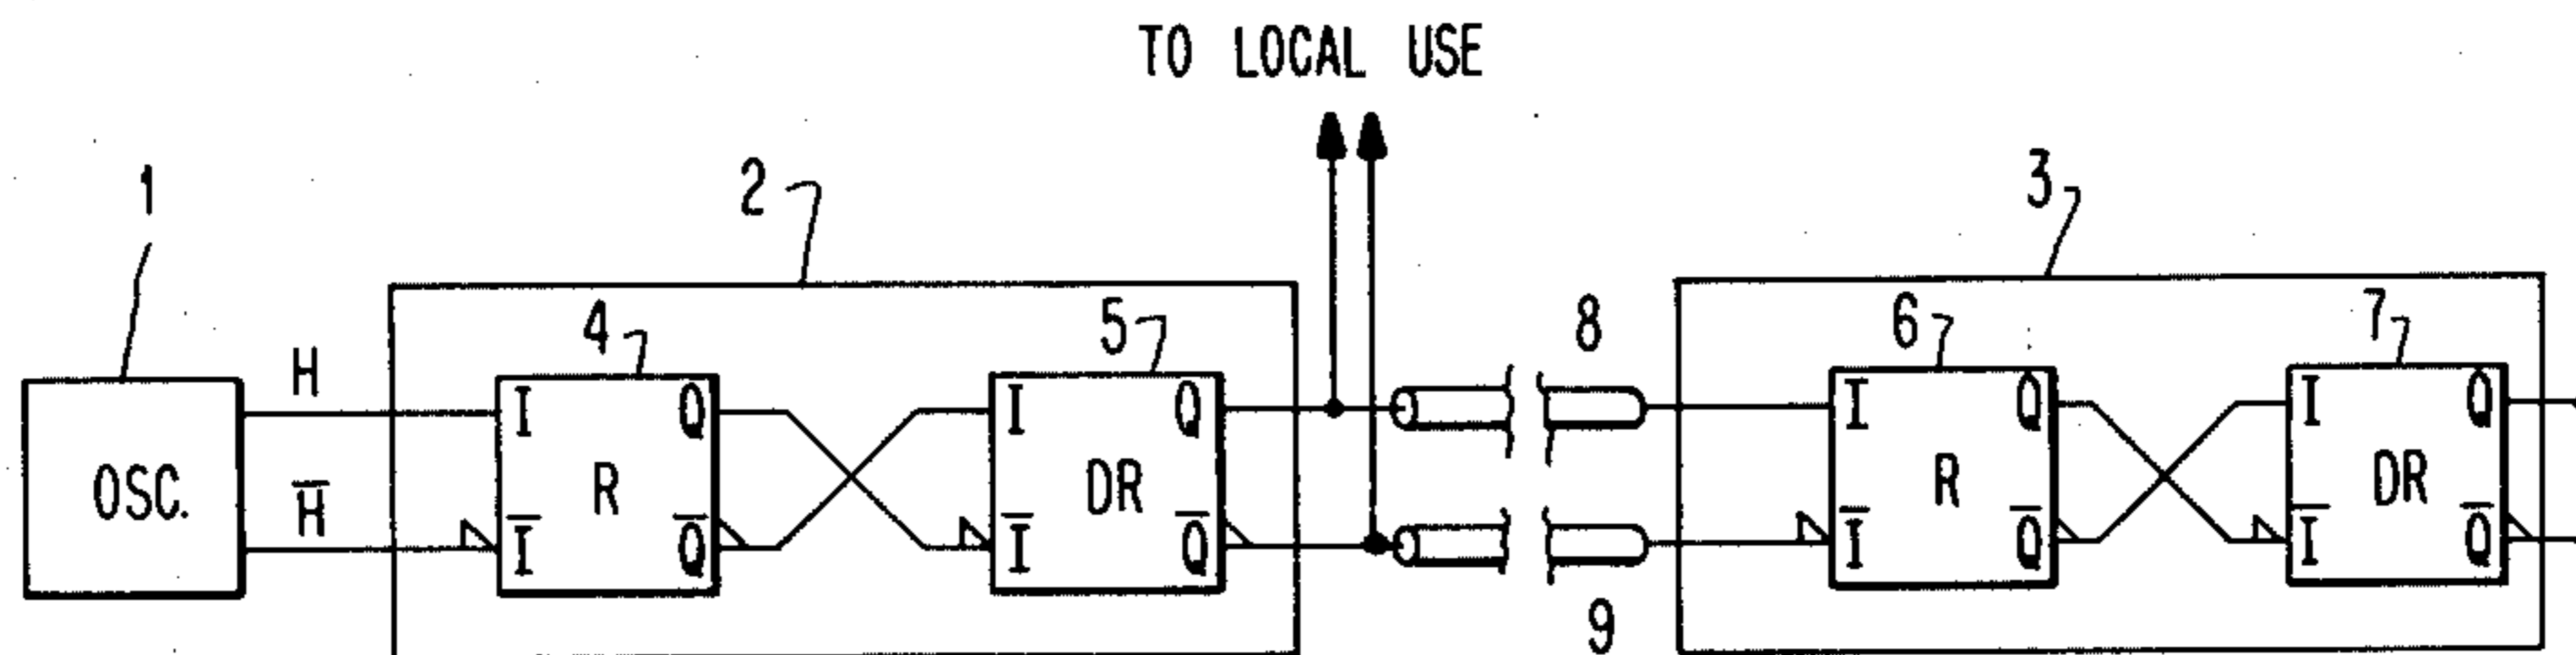 TO LOCAL USE
1
2
3
4
5
8
6
7
H
I
Q
I
Q
I
Q
I
Q
OSC.
R
DR
R
DR
H̅
I̅
Q̅
I̅
Q̅
I̅
Q̅
I̅
Q̅
9